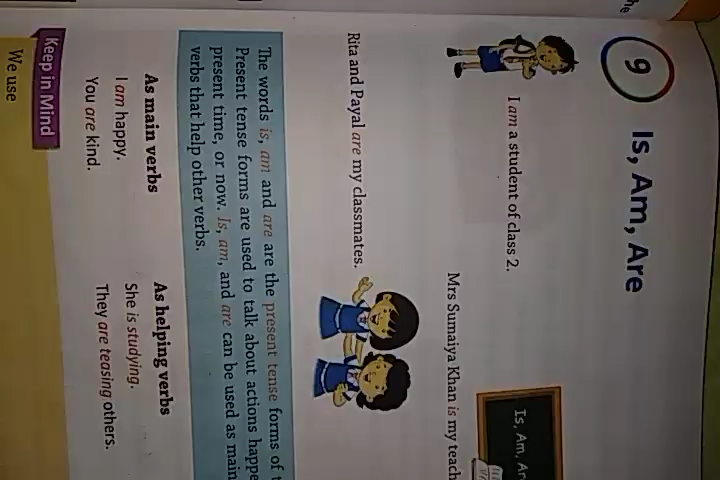 9
Is, Am, Are
I am a student of class 2.
Is, Am,
Mrs Sumaiya Khan is my
Rita and Payal are my classmates.
The words is, am and are are the present tense forms of
Present tense forms are used to talk about actions
present time, or now. Is, am, and are can be used as main
verbs that help other verbs.
As main verbs
I am happy.
You are kind.
As helping verbs
She is studying.
They are teasing others.
Keep in Mind
We use